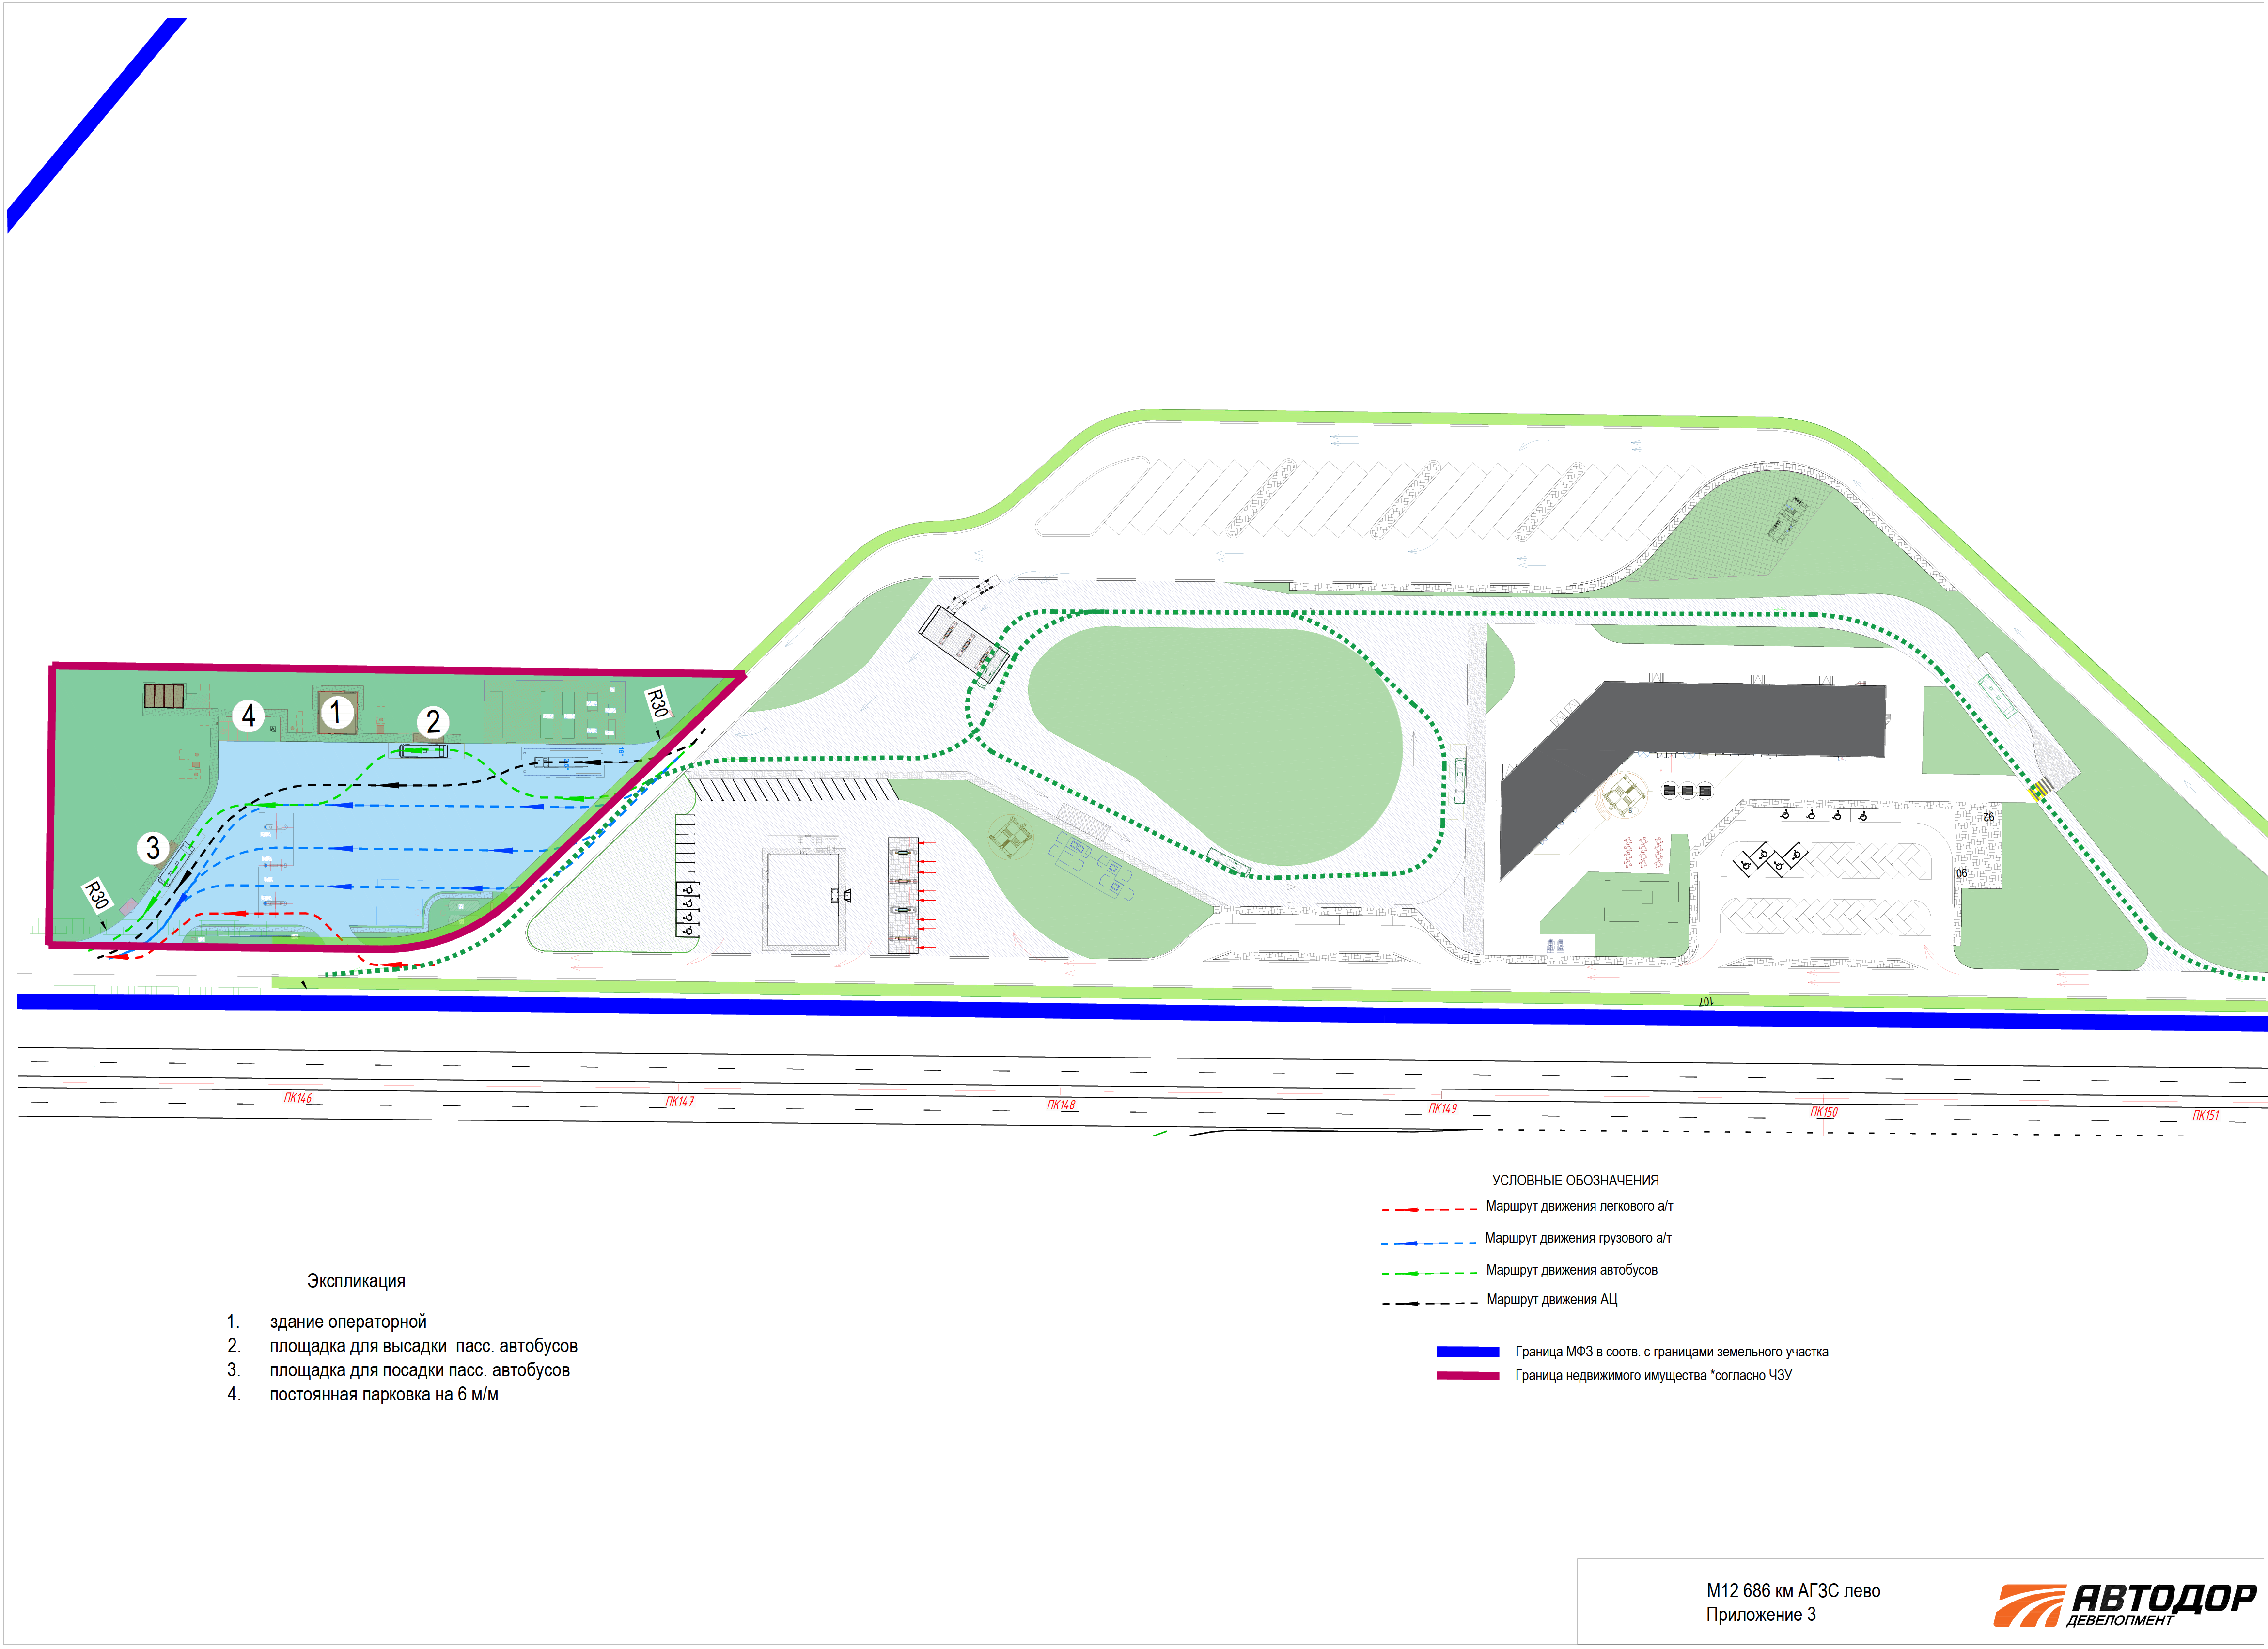 4
1
2
R30
16°
3
R30
92
90
107
ПК146
ПК147
ПК148
ПК149
ПК150
ПК151
УСЛОВНЫЕ ОБОЗНАЧЕНИЯ
Маршрут движения легкового а/т
Маршрут движения грузового а/т
Маршрут движения автобусов
Маршрут движения АЦ
Граница МФЗ в соотв. с границами земельного участка
Граница недвижимого имущества *согласно ЧЗУ
Экспликация
1. здание операторной
2. площадка для высадки пасс. автобусов
3. площадка для посадки пасс. автобусов
4. постоянная парковка на 6 м/м
М12 686 км АГЗС лево
Приложение 3
АВТОДОР
ДЕВЕЛОПМЕНТ